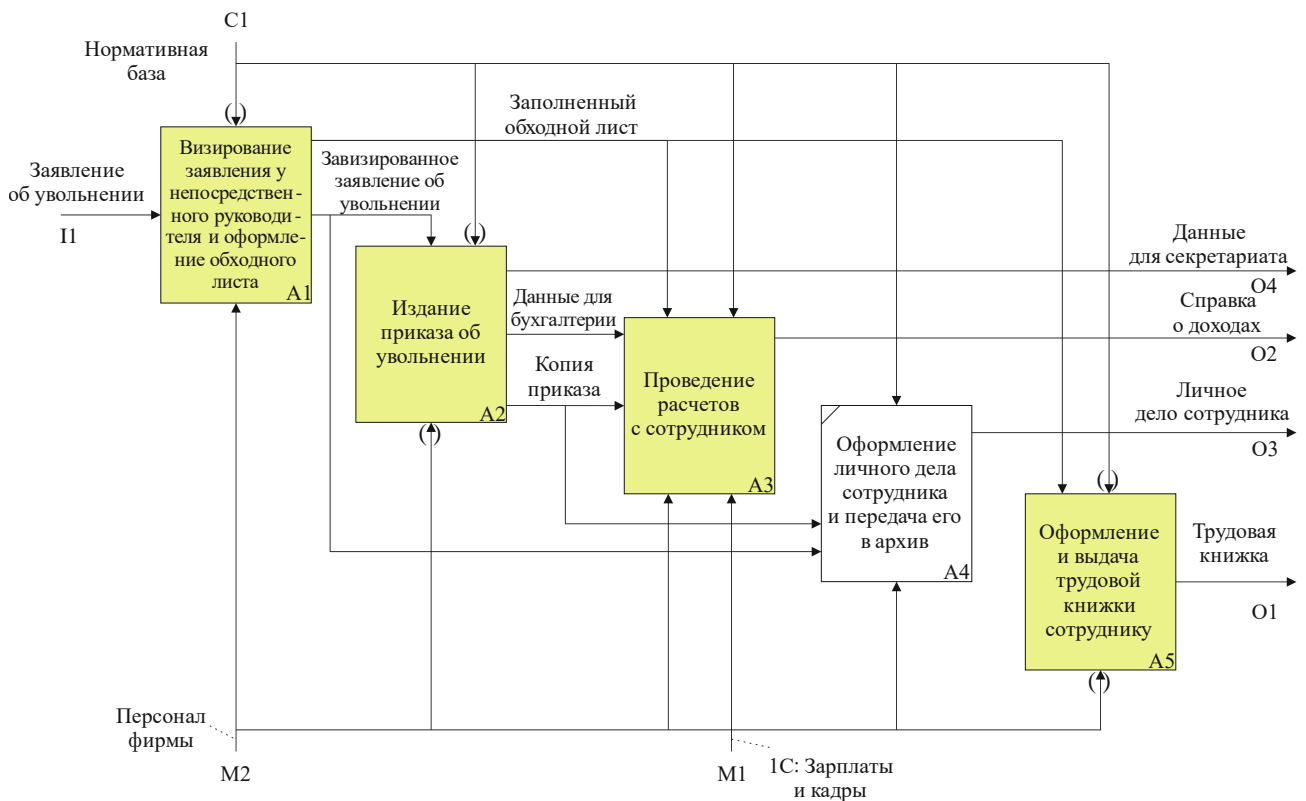 C1
Нормативная
база
Заполненный
обходной лист
Заявление
об увольнении
I1
Визирование
заявления у
непосредствен-
ного руководи-
теля и оформле-
ние обходного
листа
A1
Завизированное
заявление об
увольнении
Издание
приказа об
увольнении
A2
Данные для
бухгалтерии
Копия
приказа
Проведение
расчетов
с сотрудником
A3
Оформление
личного дела
сотрудника
и передача его
в архив
A4
Оформление
и выдача
трудовой
книжки
сотруднику
A5
Данные
для секретариата
O4
Справка
о доходах
O2
Личное
дело сотрудника
O3
Трудовая
книжка
O1
Персонал
фирмы
M2
M1
1С: Зарплаты
и кадры